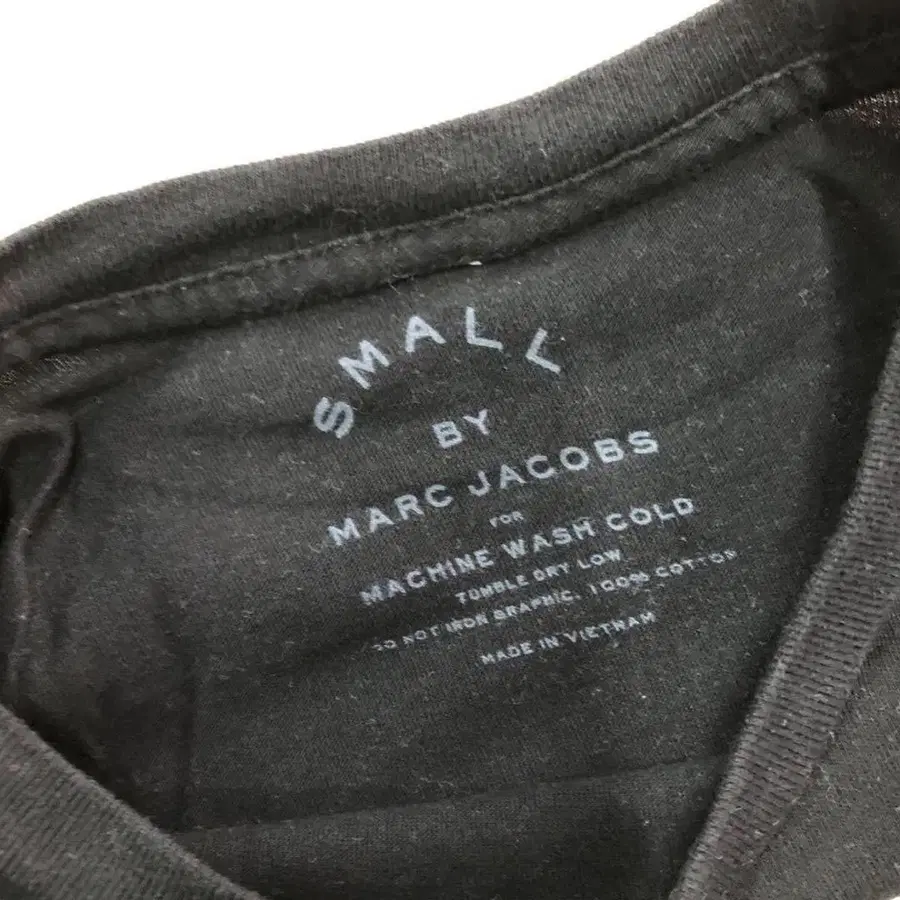 SMALL
BY
MARC JACOBS
FOR
MACHINE WASH COLD
TUMBLE DRY LOW
DO NOT IRON GRAPHIC. 100% COTTON
MADE IN VIETNAM